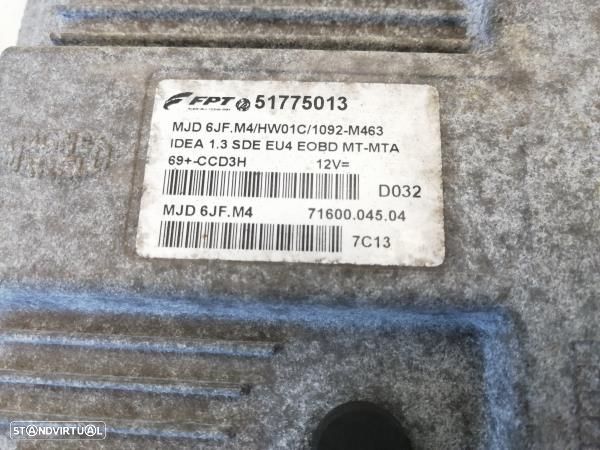 FPT 51775013
MJD 6JF.M4/HW01C/1092-M463
IDEA 1.3 SDE EU4 EOBD MT-MTA
69+-CCD3H 12V=
D032
MJD 6JF.M4 71600.045.04
7C13
STANDVIRTUAL